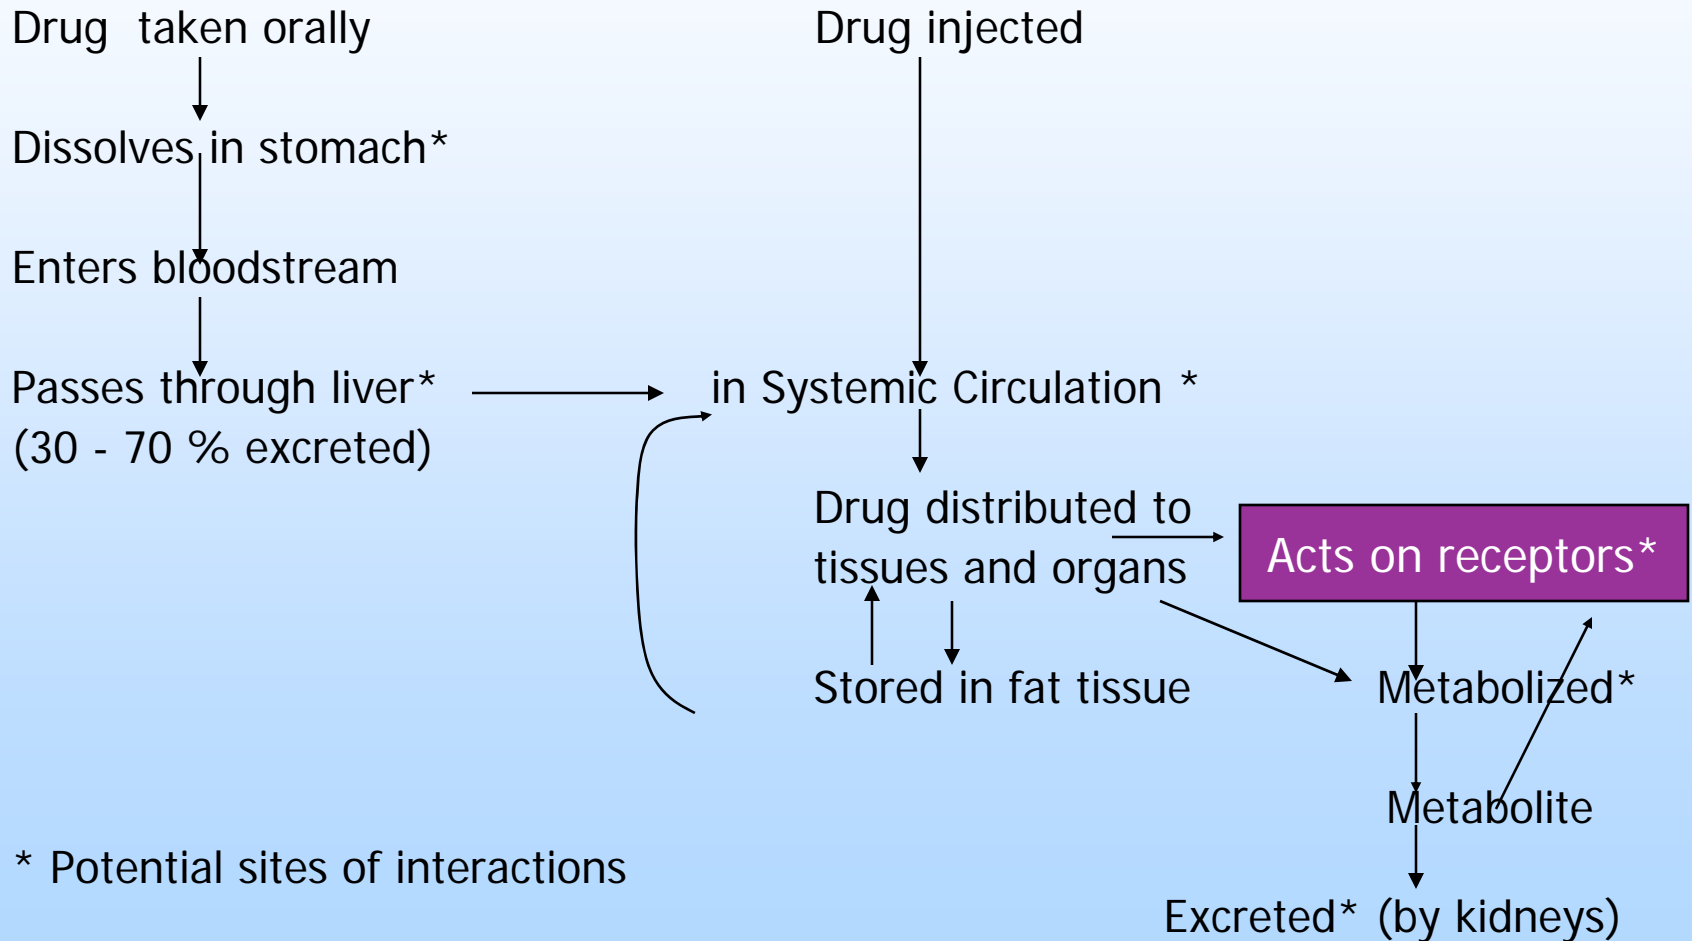 Drug taken orally
Drug injected
Dissolves in stomach*
Enters bloodstream
Passes through liver*
(30 - 70 % excreted)
in Systemic Circulation *
Drug distributed to
tissues and organs
Acts on receptors*
Stored in fat tissue
Metabolized*
Metabolite
* Potential sites of interactions
Excreted* (by kidneys)